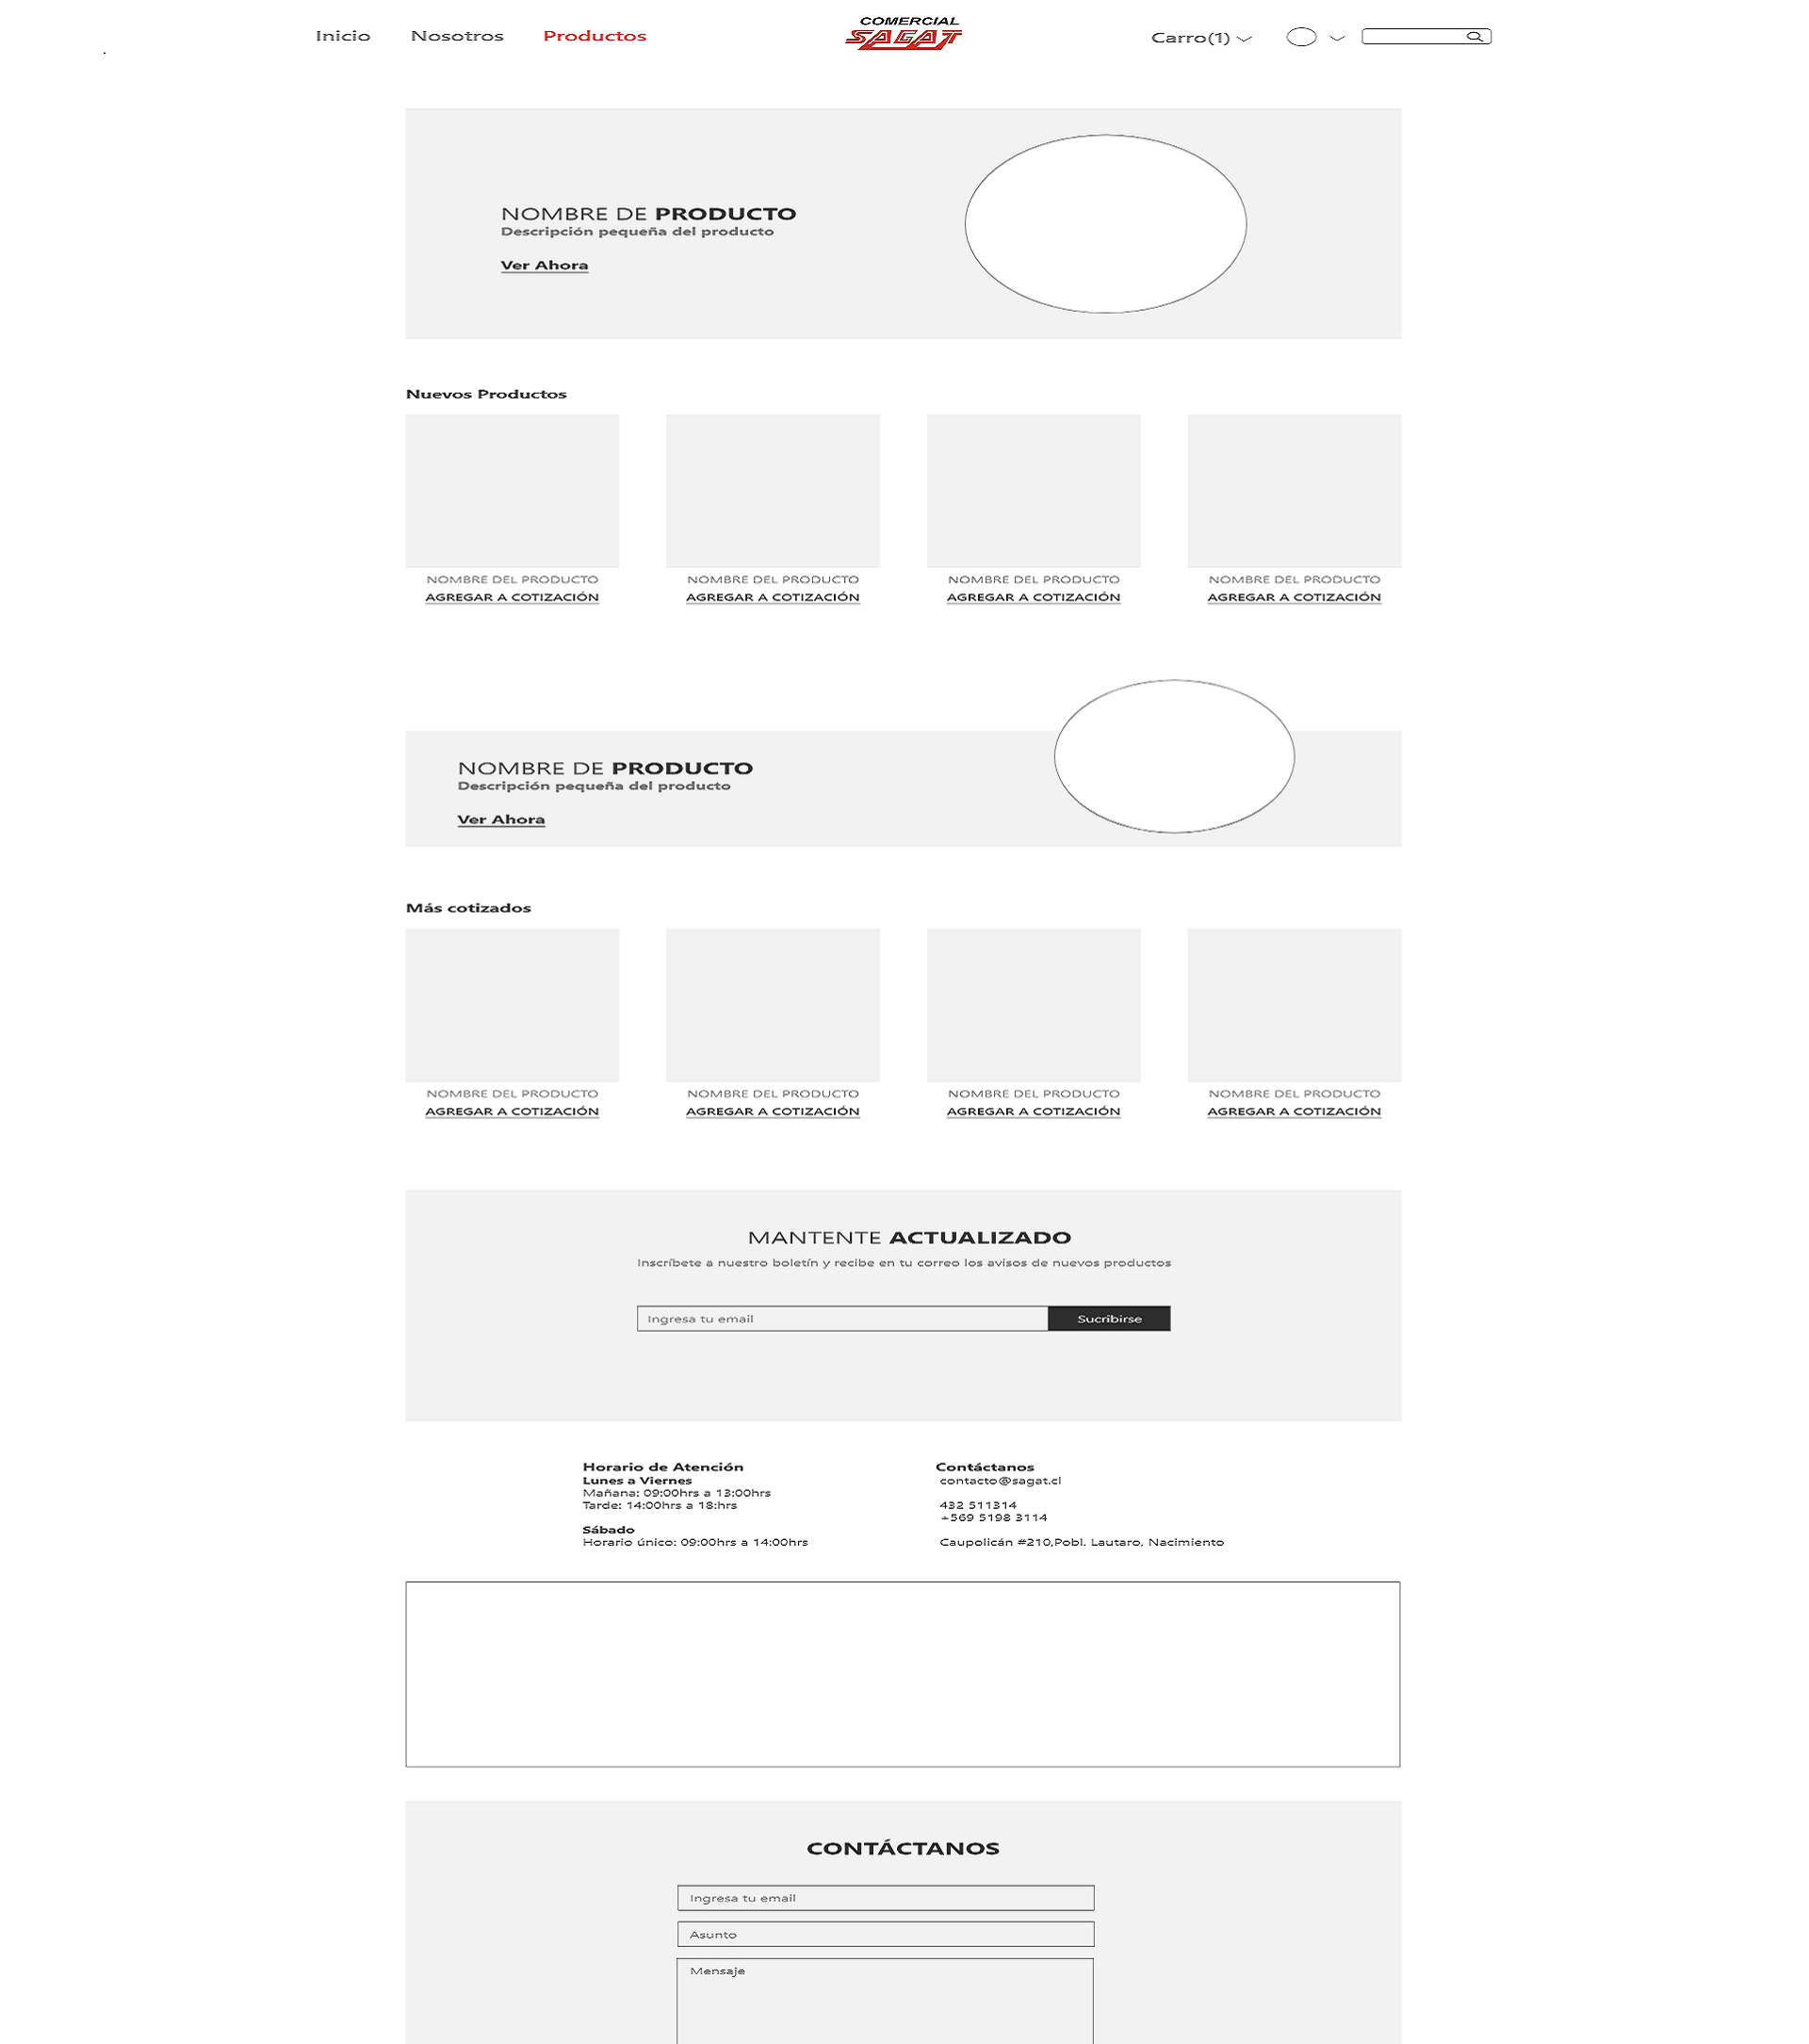 Inicio Nosotros Productos COMERCIAL SAGAT Carro(1)
NOMBRE DE PRODUCTO
Descripción pequeña del producto
Ver Ahora
Nuevos Productos
NOMBRE DEL PRODUCTO NOMBRE DEL PRODUCTO NOMBRE DEL PRODUCTO NOMBRE DEL PRODUCTO
AGREGAR A COTIZACIÓN AGREGAR A COTIZACIÓN AGREGAR A COTIZACIÓN AGREGAR A COTIZACIÓN
NOMBRE DE PRODUCTO
Descripción pequeña del producto
Ver Ahora
Más cotizados
NOMBRE DEL PRODUCTO NOMBRE DEL PRODUCTO NOMBRE DEL PRODUCTO NOMBRE DEL PRODUCTO
AGREGAR A COTIZACIÓN AGREGAR A COTIZACIÓN AGREGAR A COTIZACIÓN AGREGAR A COTIZACIÓN
MANTENTE ACTUALIZADO
Inscríbete a nuestro boletín y recibe en tu correo los avisos de nuevos productos
Ingresa tu email Sucribirse
Horario de Atención
Lunes a Viernes
Mañana: 09:00hrs a 13:00hrs
Tarde: 14:00hrs a 18:hrs
Sábado
Horario único: 09:00hrs a 14:00hrs
Contáctanos
contacto@sagat.cl
432 511314
+569 5198 3114
Caupolicán #210,Pobl. Lautaro, Nacimiento
CONTÁCTANOS
Ingresa tu email
Asunto
Mensaje